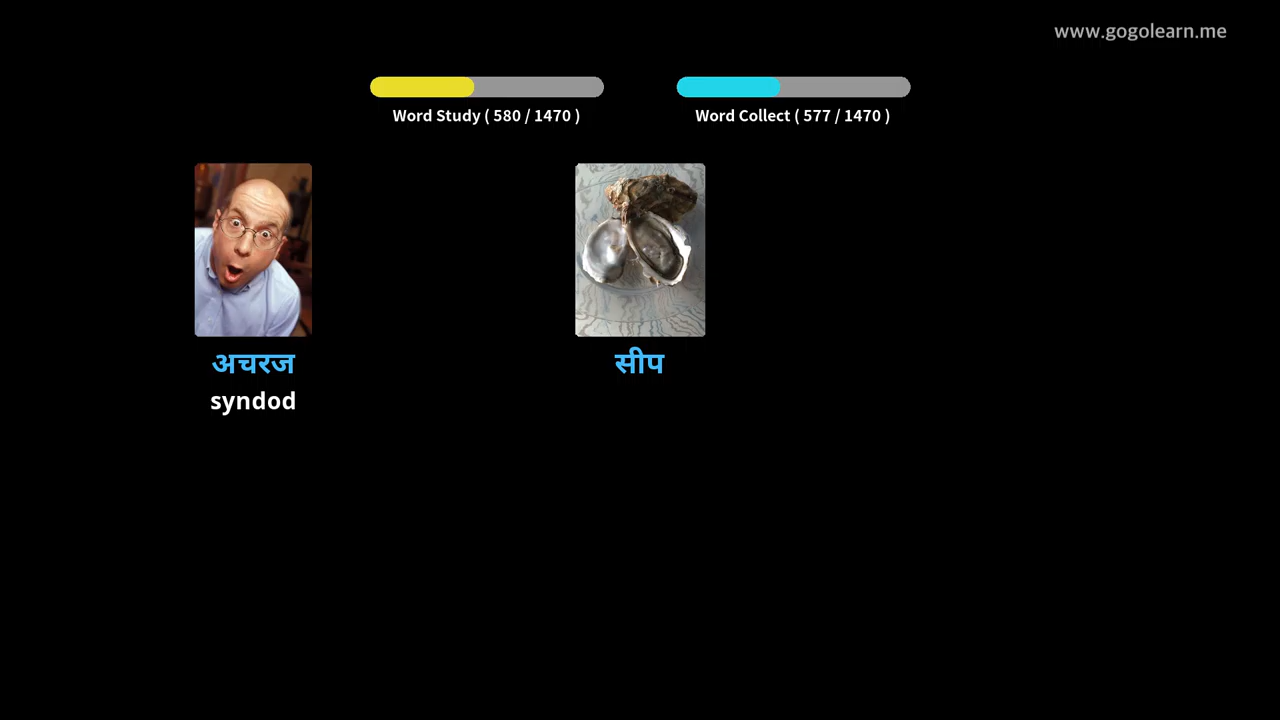 www.gogolearn.me
Word Study ( 580 / 1470 )
Word Collect ( 577 / 1470 )
अचरज
सीप
syndod